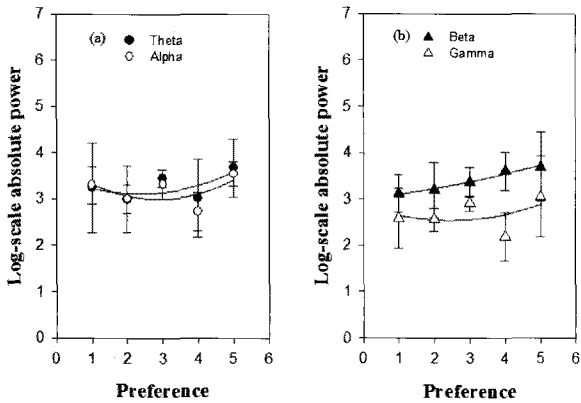 (a)
Theta
Alpha
7
6
5
4
3
2
1
0
Log-scale absolute power
0 1 2 3 4 5 6
Preference
(b)
Beta
Gamma
7
6
5
4
3
2
1
0
Log-scale absolute power
0 1 2 3 4 5 6
Preference